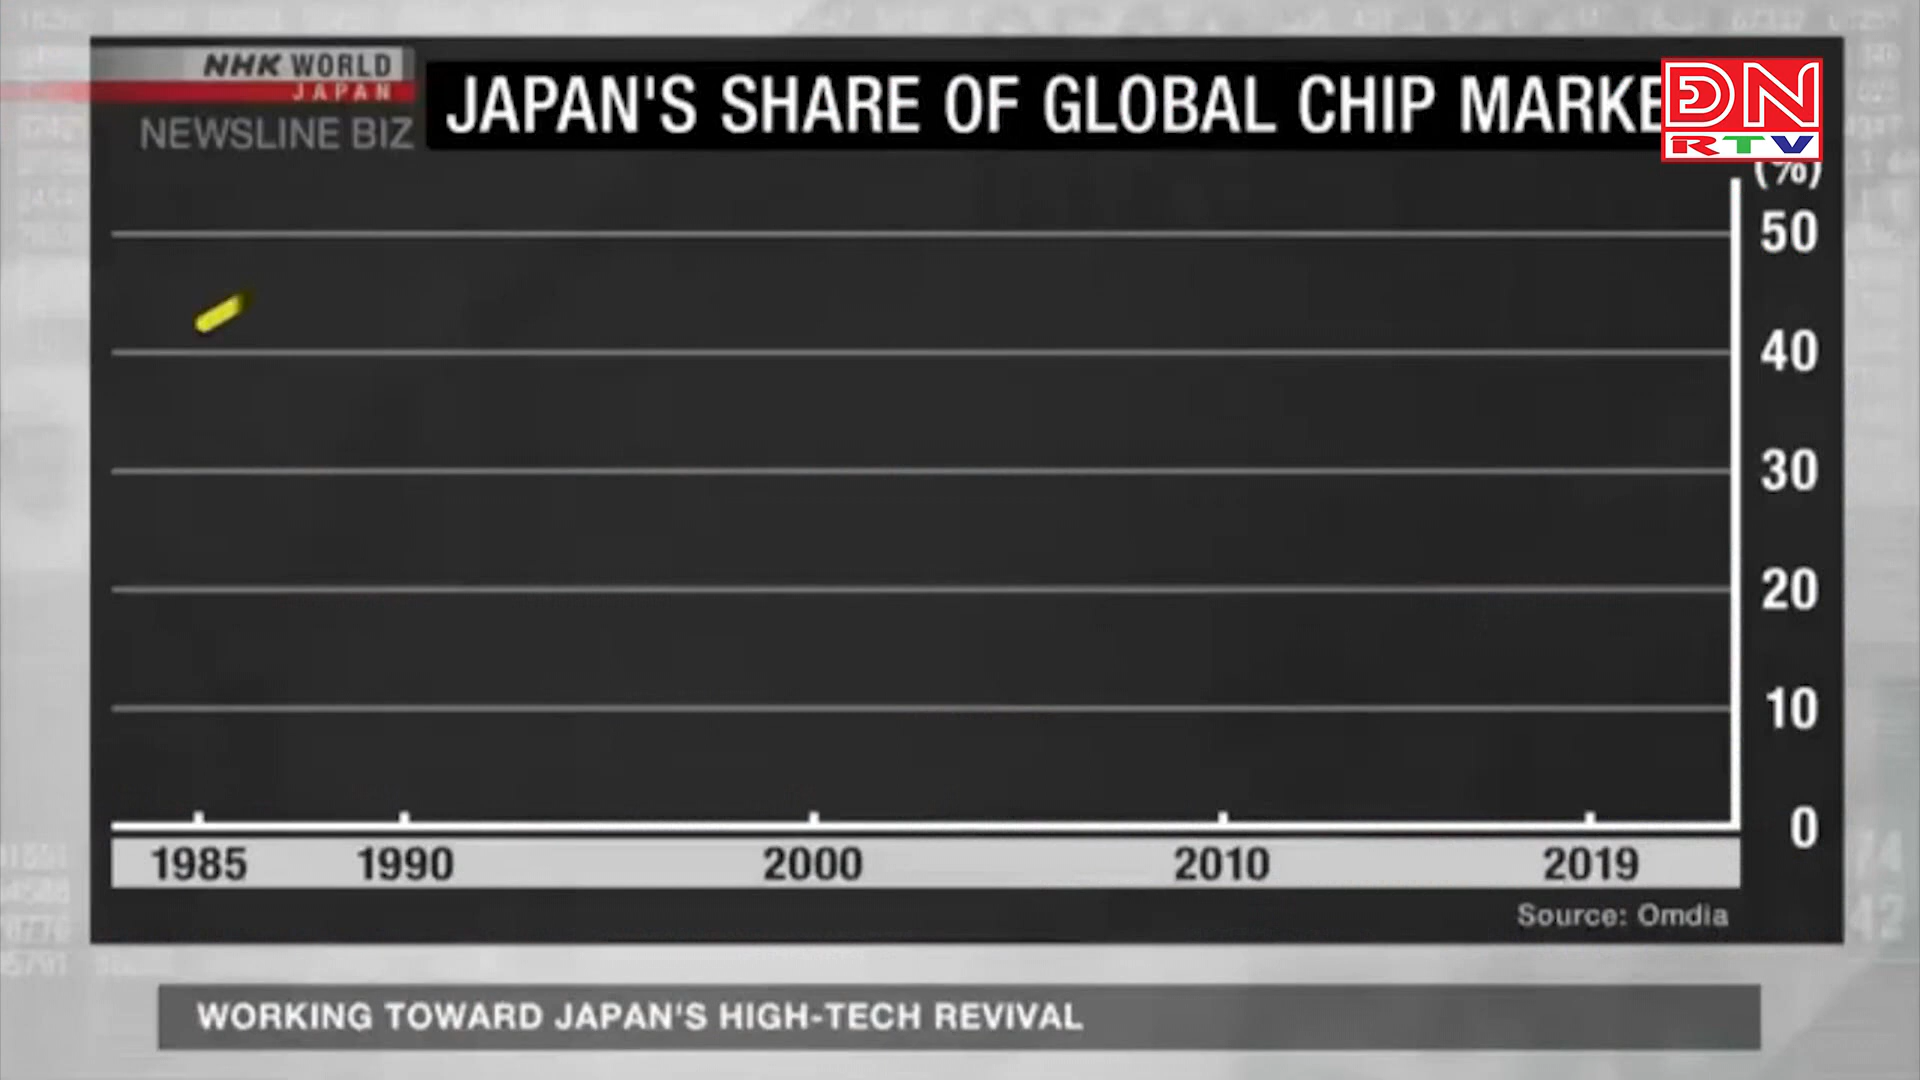 NHK WORLD
JAPAN
NEWSLINE BIZ
JAPAN'S SHARE OF GLOBAL CHIP MARKE
DN
RTV
(%)
50
40
30
20
10
0
1985 1990 2000 2010 2019
Source: Omdia
WORKING TOWARD JAPAN'S HIGH-TECH REVIVAL